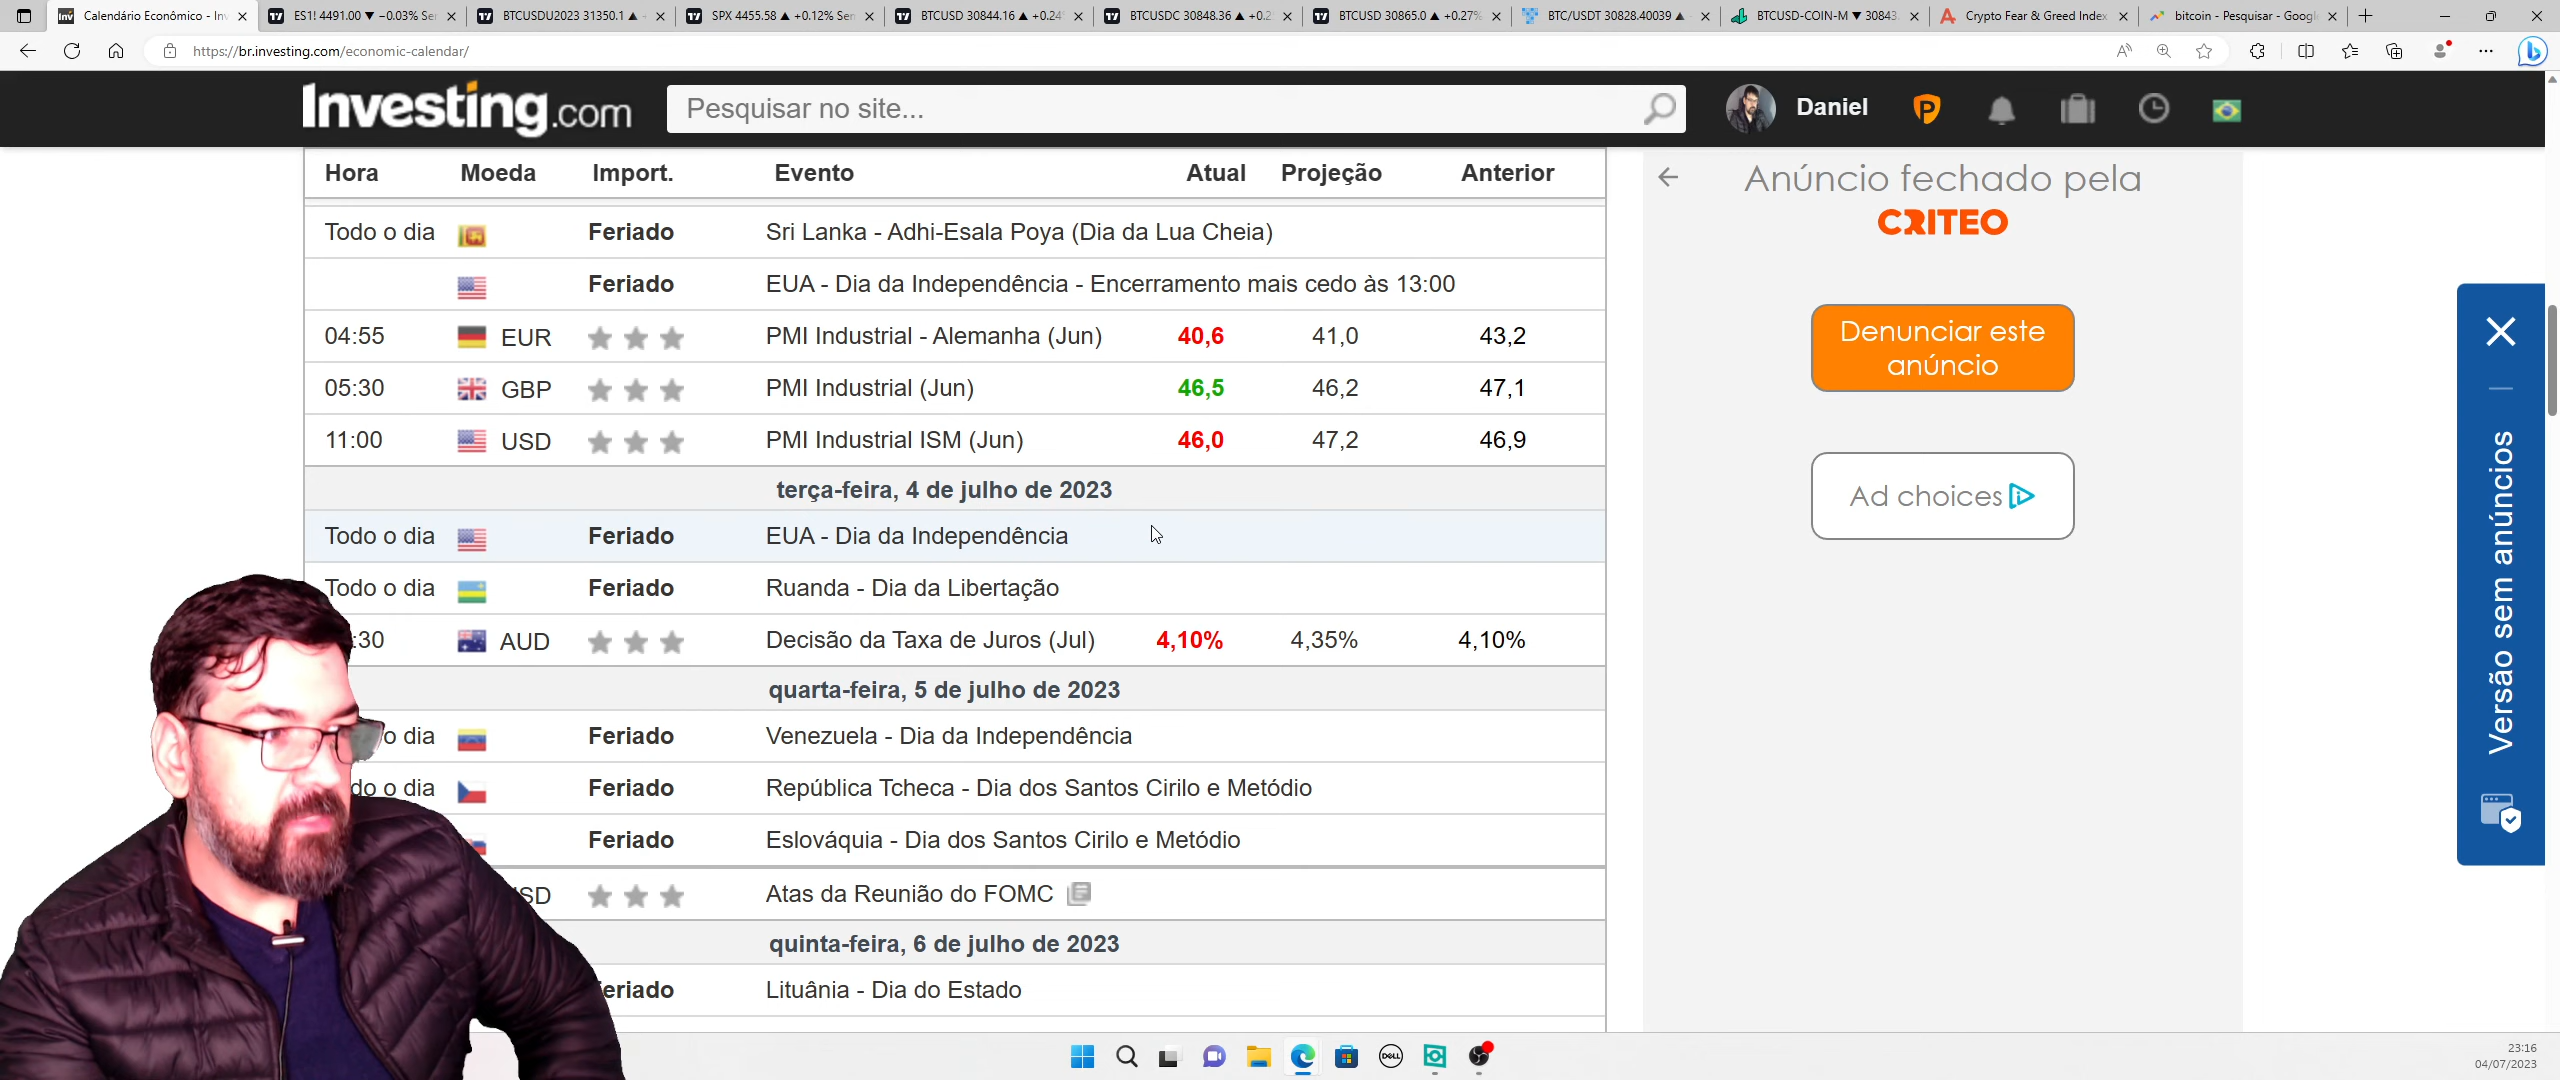 Calendário Econômico - Inv
ES1! 4491.00 ▼ −0.03% Ser
BTCUSDU2023 31350.1 ▲
SPX 4455.58 ▲ +0.12% Sen
BTCUSD 30844.16 ▲ +0.24
BTCUSDC 30848.36 ▲ +0.2
BTCUSD 30865.0 ▲ +0.27%
BTC/USDT 30828.40039 ▲
BTCUSD-COIN-M ▼ 30843
Crypto Fear & Greed Index
bitcoin - Pesquisar - Googl
https://br.investing.com/economic-calendar/
Investing.com
Pesquisar no site...
Daniel
Hora Moeda Import. Evento Atual Projeção Anterior
Todo o dia Feriado Sri Lanka - Adhi-Esala Poya (Dia da Lua Cheia)
Feriado EUA - Dia da Independência - Encerramento mais cedo às 13:00
04:55 EUR PMI Industrial - Alemanha (Jun) 40,6 41,0 43,2
05:30 GBP PMI Industrial (Jun) 46,5 46,2 47,1
11:00 USD PMI Industrial ISM (Jun) 46,0 47,2 46,9
terça-feira, 4 de julho de 2023
Todo o dia Feriado EUA - Dia da Independência
Todo o dia Feriado Ruanda - Dia da Libertação
:30 AUD Decisão da Taxa de Juros (Jul) 4,10% 4,35% 4,10%
quarta-feira, 5 de julho de 2023
o dia Feriado Venezuela - Dia da Independência
do o dia Feriado República Tcheca - Dia dos Santos Cirilo e Metódio
Feriado Eslováquia - Dia dos Santos Cirilo e Metódio
SD Atas da Reunião do FOMC
quinta-feira, 6 de julho de 2023
eriado Lituânia - Dia do Estado
Anúncio fechado pela
CRITEO
Denunciar este
anúncio
Ad choices
Versão sem anúncios
DELL
23:16
04/07/2023